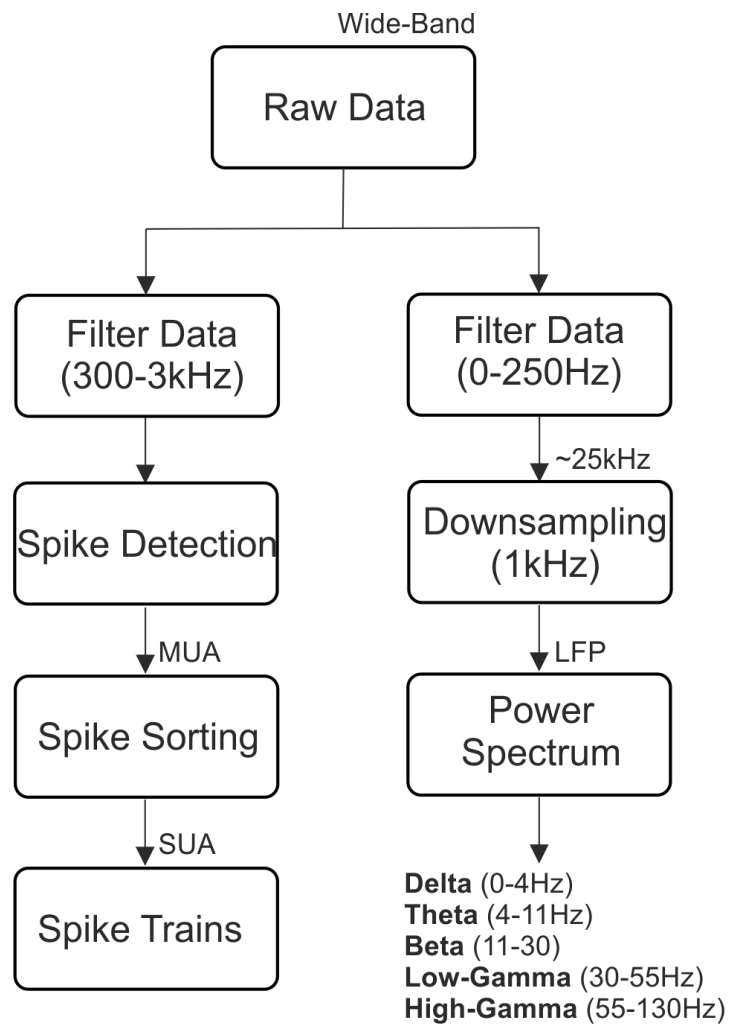 Wide-Band
Raw Data
Filter Data
(300-3kHz)
Spike Detection
MUA
Spike Sorting
SUA
Spike Trains
Filter Data
(0-250Hz)
~25kHz
Downsampling
(1kHz)
LFP
Power
Spectrum
Delta (0-4Hz)
Theta (4-11Hz)
Beta (11-30)
Low-Gamma (30-55Hz)
High-Gamma (55-130Hz)